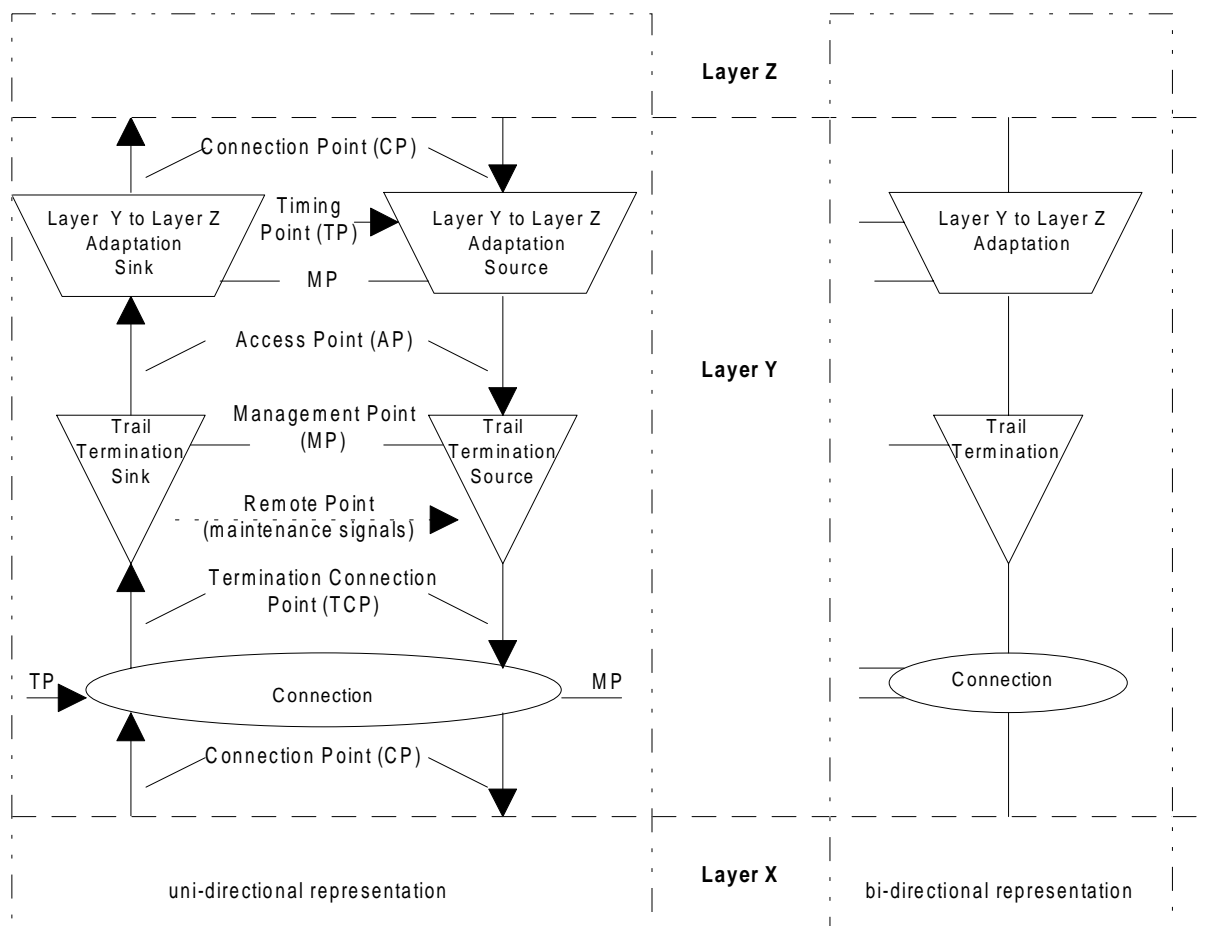 Layer Z
Connection Point (CP)
Layer Y to Layer Z
Adaptation
Sink
Timing
Point (TP)
Layer Y to Layer Z
Adaptation
Source
Layer Y to Layer Z
Adaptation
MP
Access Point (AP)
Layer Y
Trail
Termination
Sink
Management Point
(MP)
Trail
Termination
Source
Trail
Termination
Remote Point
(maintenance signals)
Termination Connection
Point (TCP)
TP
Connection
MP
Connection
Connection Point (CP)
uni-directional representation
Layer X
bi-directional representation